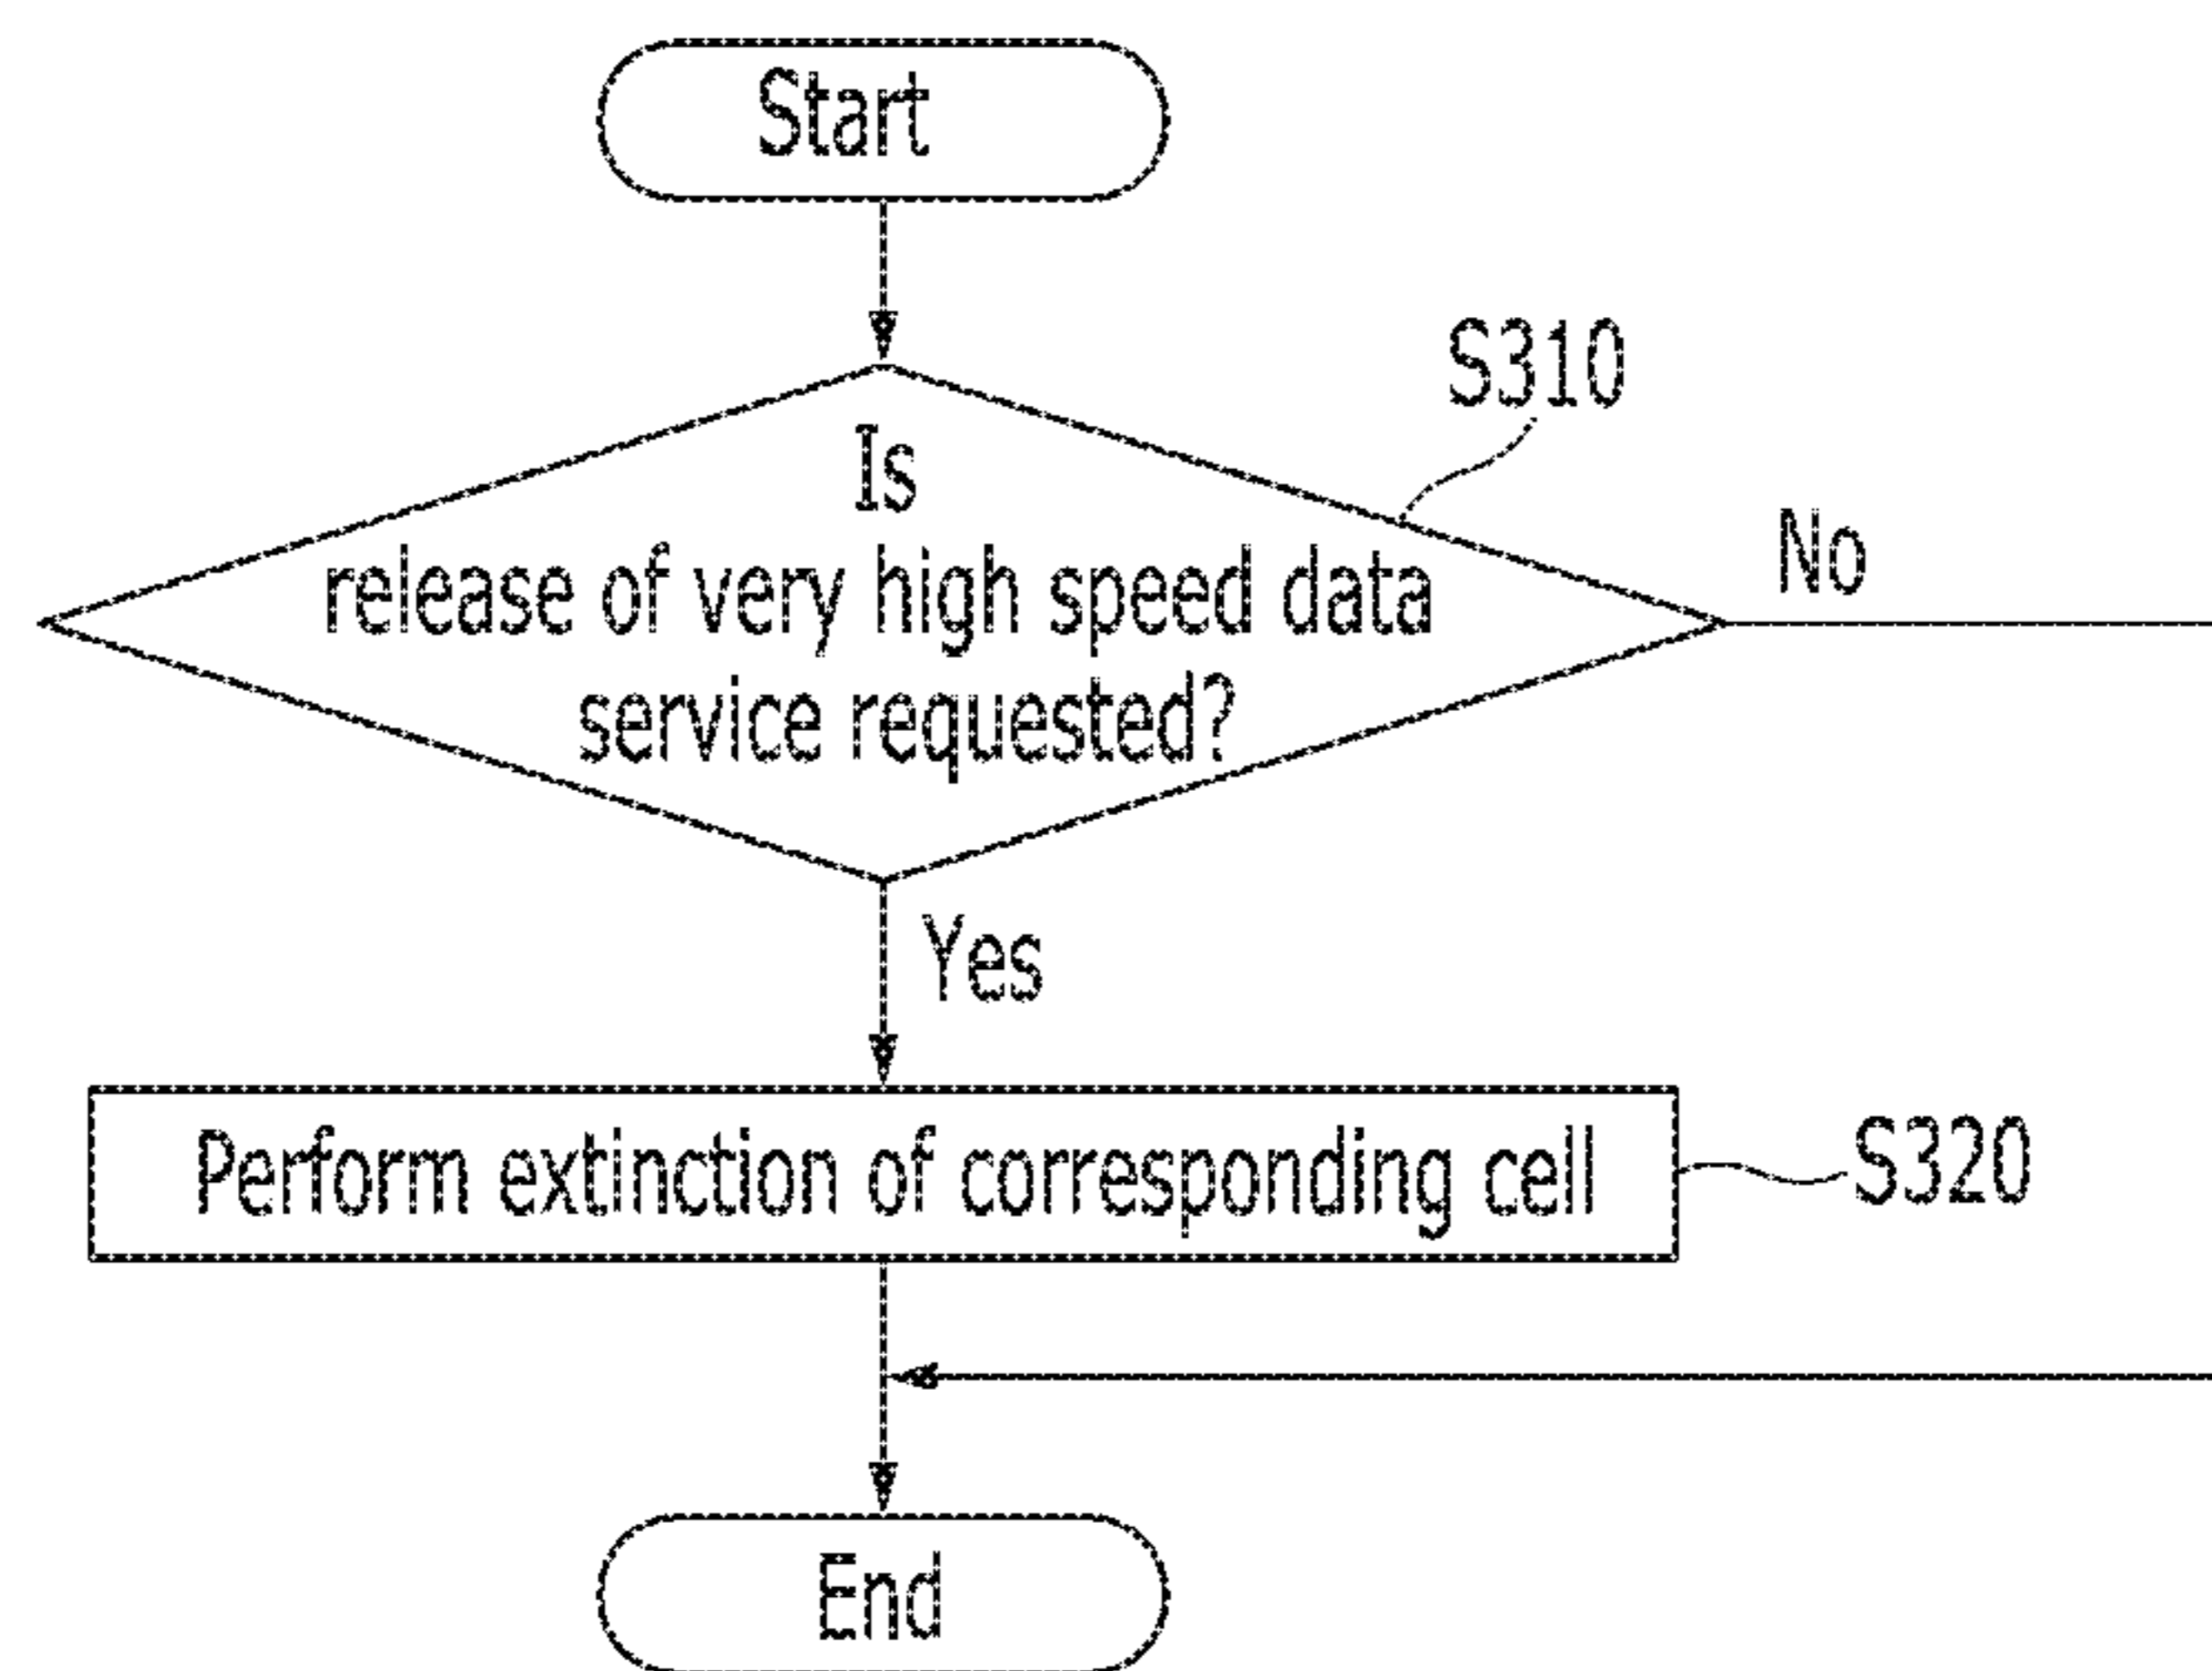 Start
S310
Is
release of very high speed data
service requested?
No
Yes
Perform extinction of corresponding cell
S320
End